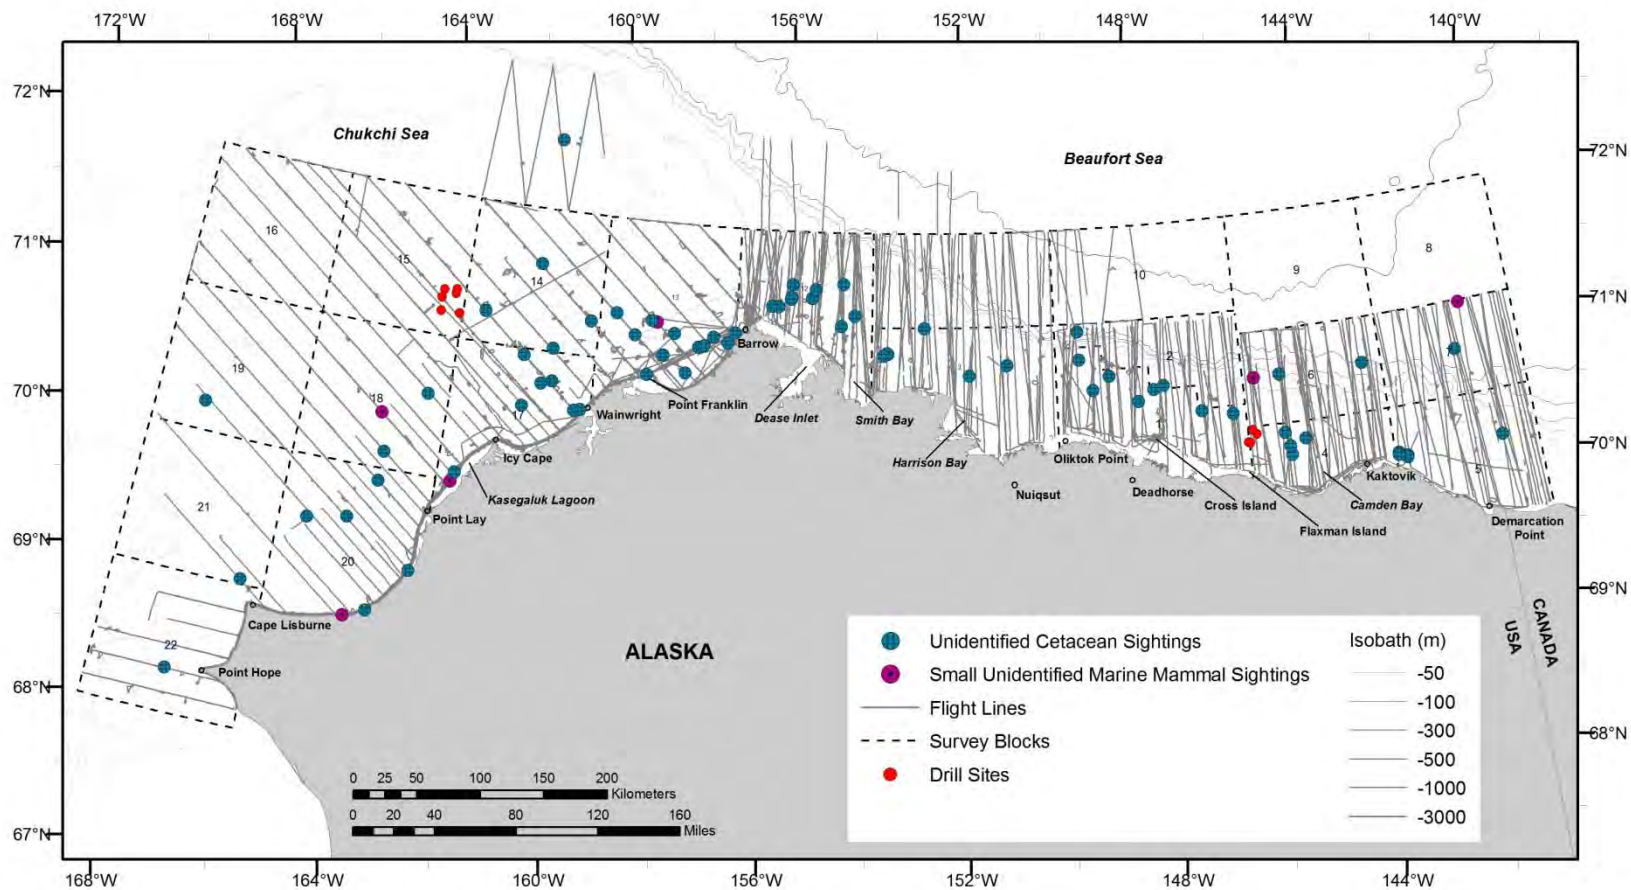 172°W 168°W 164°W 160°W 156°W 152°W 148°W 144°W 140°W
72°N
Chukchi Sea
Beaufort Sea
72°N
71°N
16
15
14
12
12
10
9
8
71°N
19
18
17
2
6
7
70°N
Barrow
Point Franklin
Wainwright
Dease Inlet
Smith Bay
Icy Cape
Harrison Bay
Oliktok Point
1
4
5
70°N
Kasegaluk Lagoon
Nuiqsut
Deadhorse
Cross Island
Kaktovik
Camden Bay
Flaxman Island
Demarcation
Point
21
Point Lay
69°N
20
69°N
Cape Lisburne
22
Point Hope
68°N
ALASKA
USA
CANADA
68°N
67°N
Unidentified Cetacean Sightings
Small Unidentified Marine Mammal Sightings
Flight Lines
Survey Blocks
Drill Sites
Isobath (m)
-50
-100
-300
-500
-1000
-3000
0 25 50 100 150 200
Kilometers
0 20 40 80 120 160
Miles
168°W 164°W 160°W 156°W 152°W 148°W 144°W